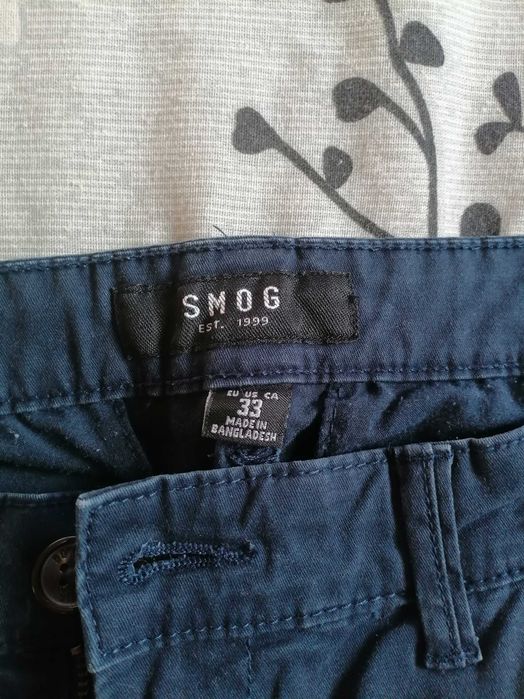 SMOG
EST. 1999
EU US CA
33
MADE IN
BANGLADESH